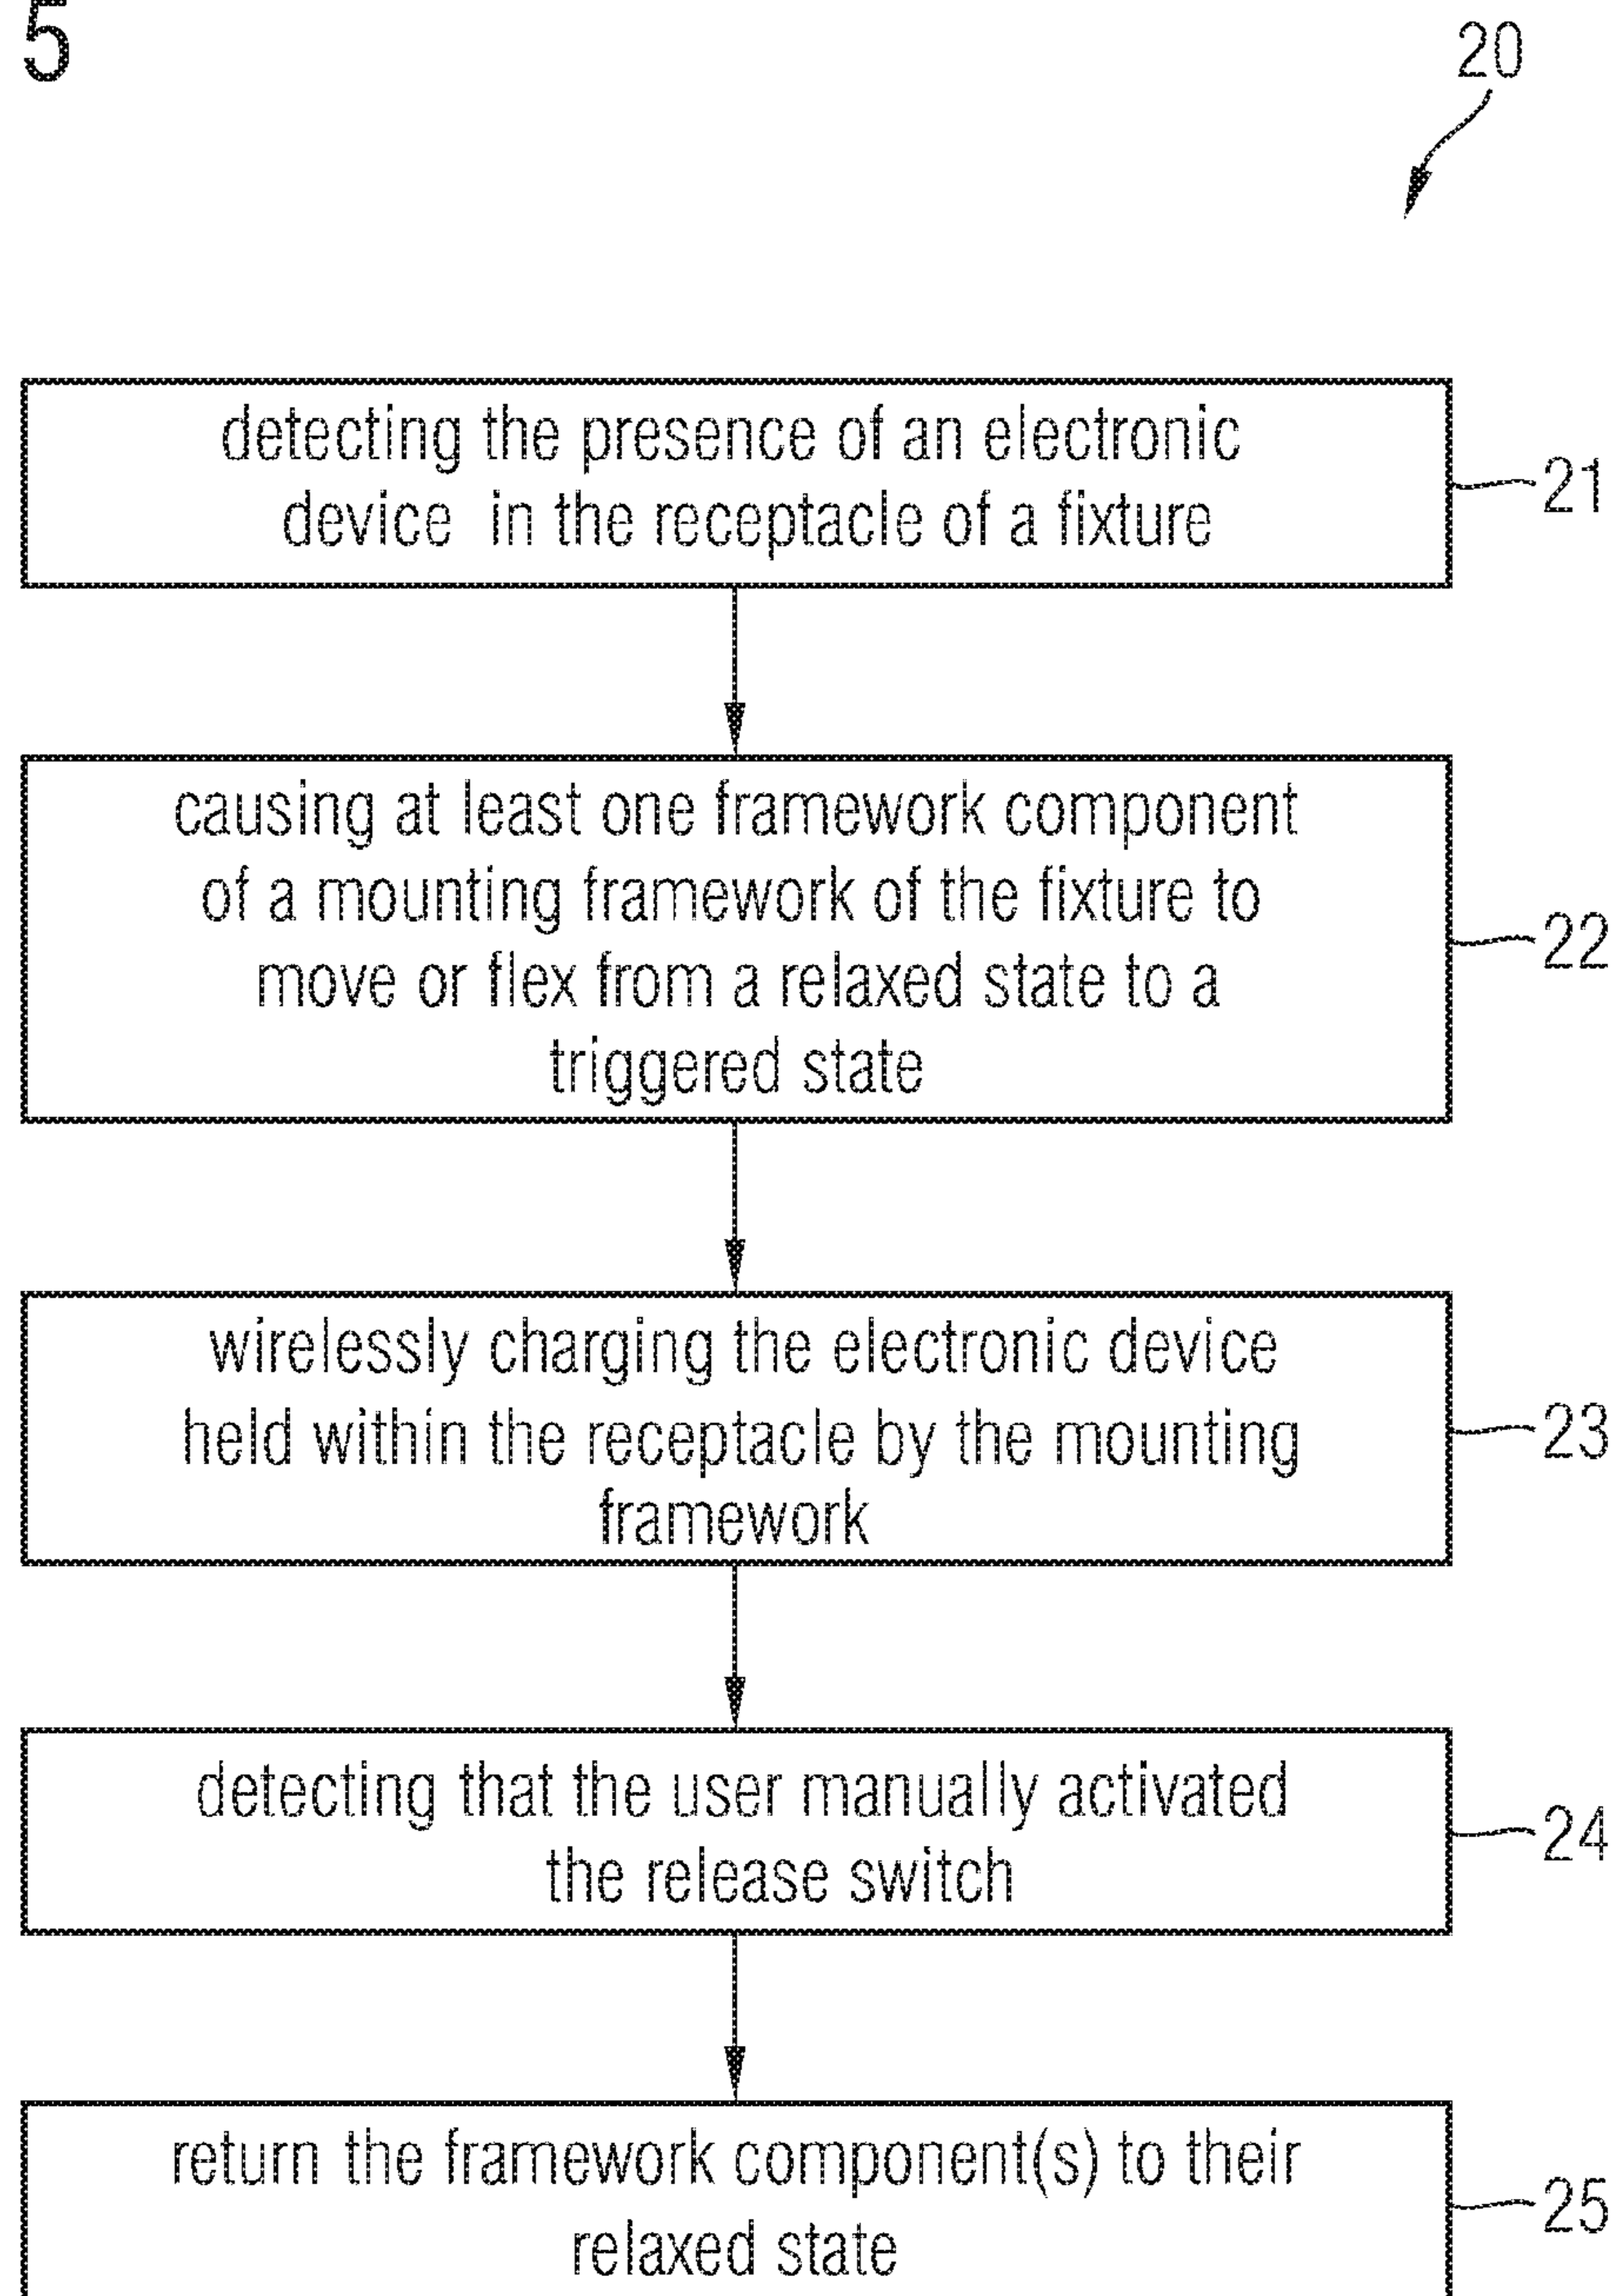 5
20
detecting the presence of an electronic
device in the receptacle of a fixture
21
causing at least one framework component
of a mounting framework of the fixture to
move or flex from a relaxed state to a
triggered state
22
wirelessly charging the electronic device
held within the receptacle by the mounting
framework
23
detecting that the user manually activated
the release switch
24
return the framework component(s) to their
relaxed state
25